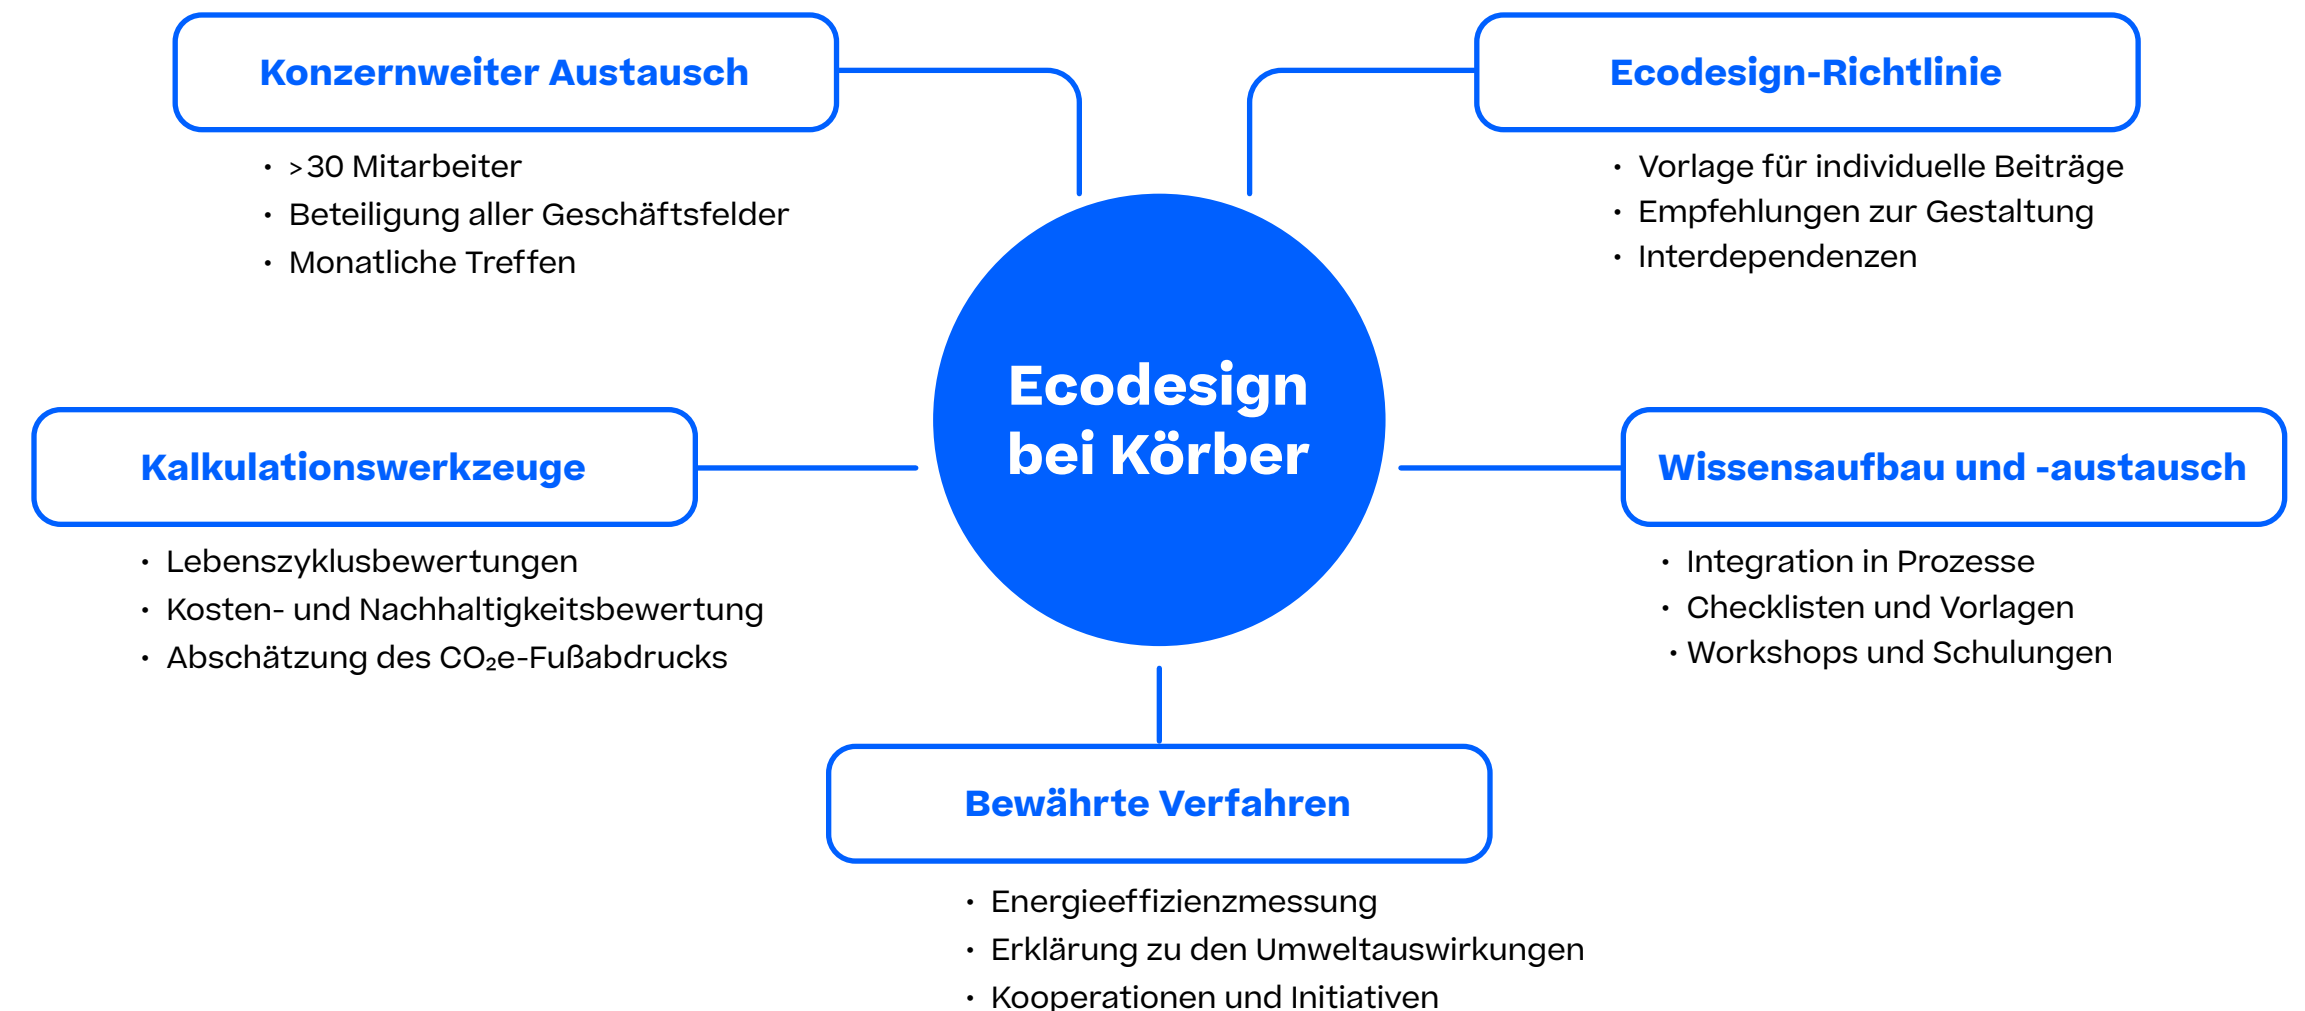 Konzernweiter Austausch
• >30 Mitarbeiter
• Beteiligung aller Geschäftsfelder
• Monatliche Treffen
Ecodesign-Richtlinie
• Vorlage für individuelle Beiträge
• Empfehlungen zur Gestaltung
• Interdependenzen
Ecodesign
bei Körber
Kalkulationswerkzeuge
• Lebenszyklusbewertungen
• Kosten- und Nachhaltigkeitsbewertung
• Abschätzung des CO₂e-Fußabdrucks
Wissensaufbau und -austausch
• Integration in Prozesse
• Checklisten und Vorlagen
• Workshops und Schulungen
Bewährte Verfahren
• Energieeffizienzmessung
• Erklärung zu den Umweltauswirkungen
• Kooperationen und Initiativen